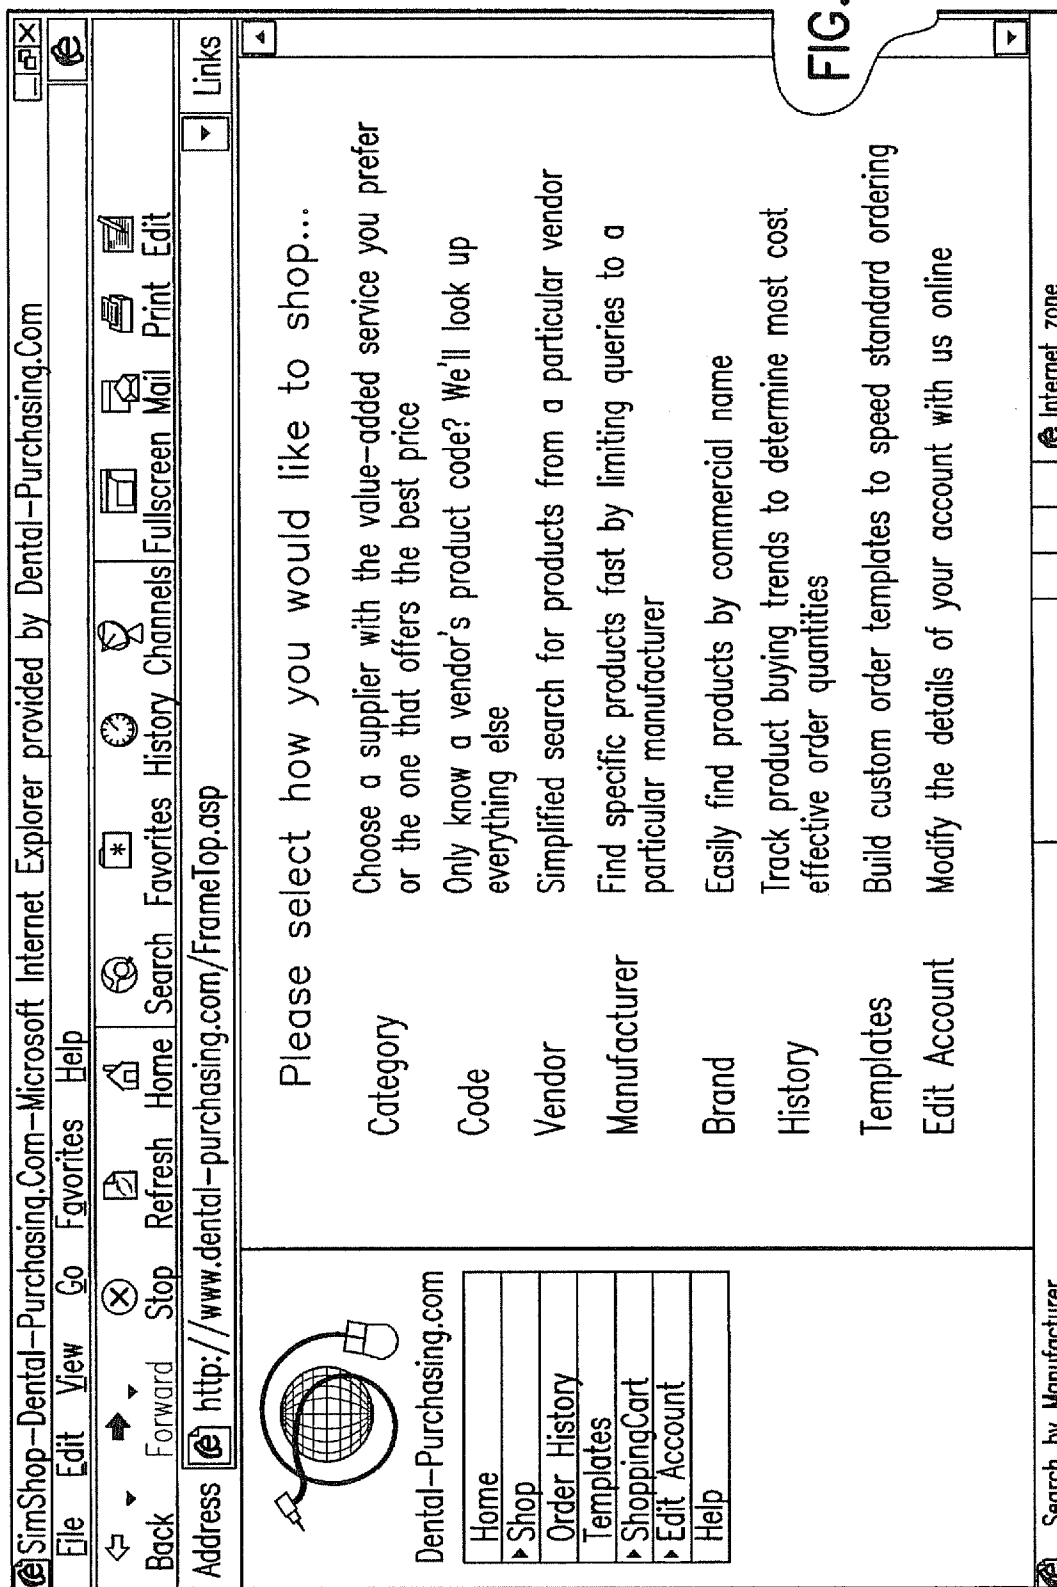 SimShop-Dental-Purchasing.Com-Microsoft Internet Explorer provided by Dental-Purchasing.Com
File Edit View Go Favorites Help
Back Forward Stop Refresh Home Search Favorites History Channels Fullscreen Mail Print Edit
Address http://www.dental-purchasing.com/FrameTop.asp Links
Dental-Purchasing.com
Home
Shop
Order History
Templates
ShoppingCart
Edit Account
Help
Please select how you would like to shop...
Category Choose a supplier with the value-added service you prefer
or the one that offers the best price
Code Only know a vendor's product code? We'll look up
everything else
Vendor Simplified search for products from a particular vendor
Manufacturer Find specific products fast by limiting queries to a
particular manufacturer
Brand Easily find products by commercial name
History Track product buying trends to determine most cost
effective order quantities
Templates Build custom order templates to speed standard ordering
Edit Account Modify the details of your account with us online
FIG.
Search by Manufacturer Internet zone